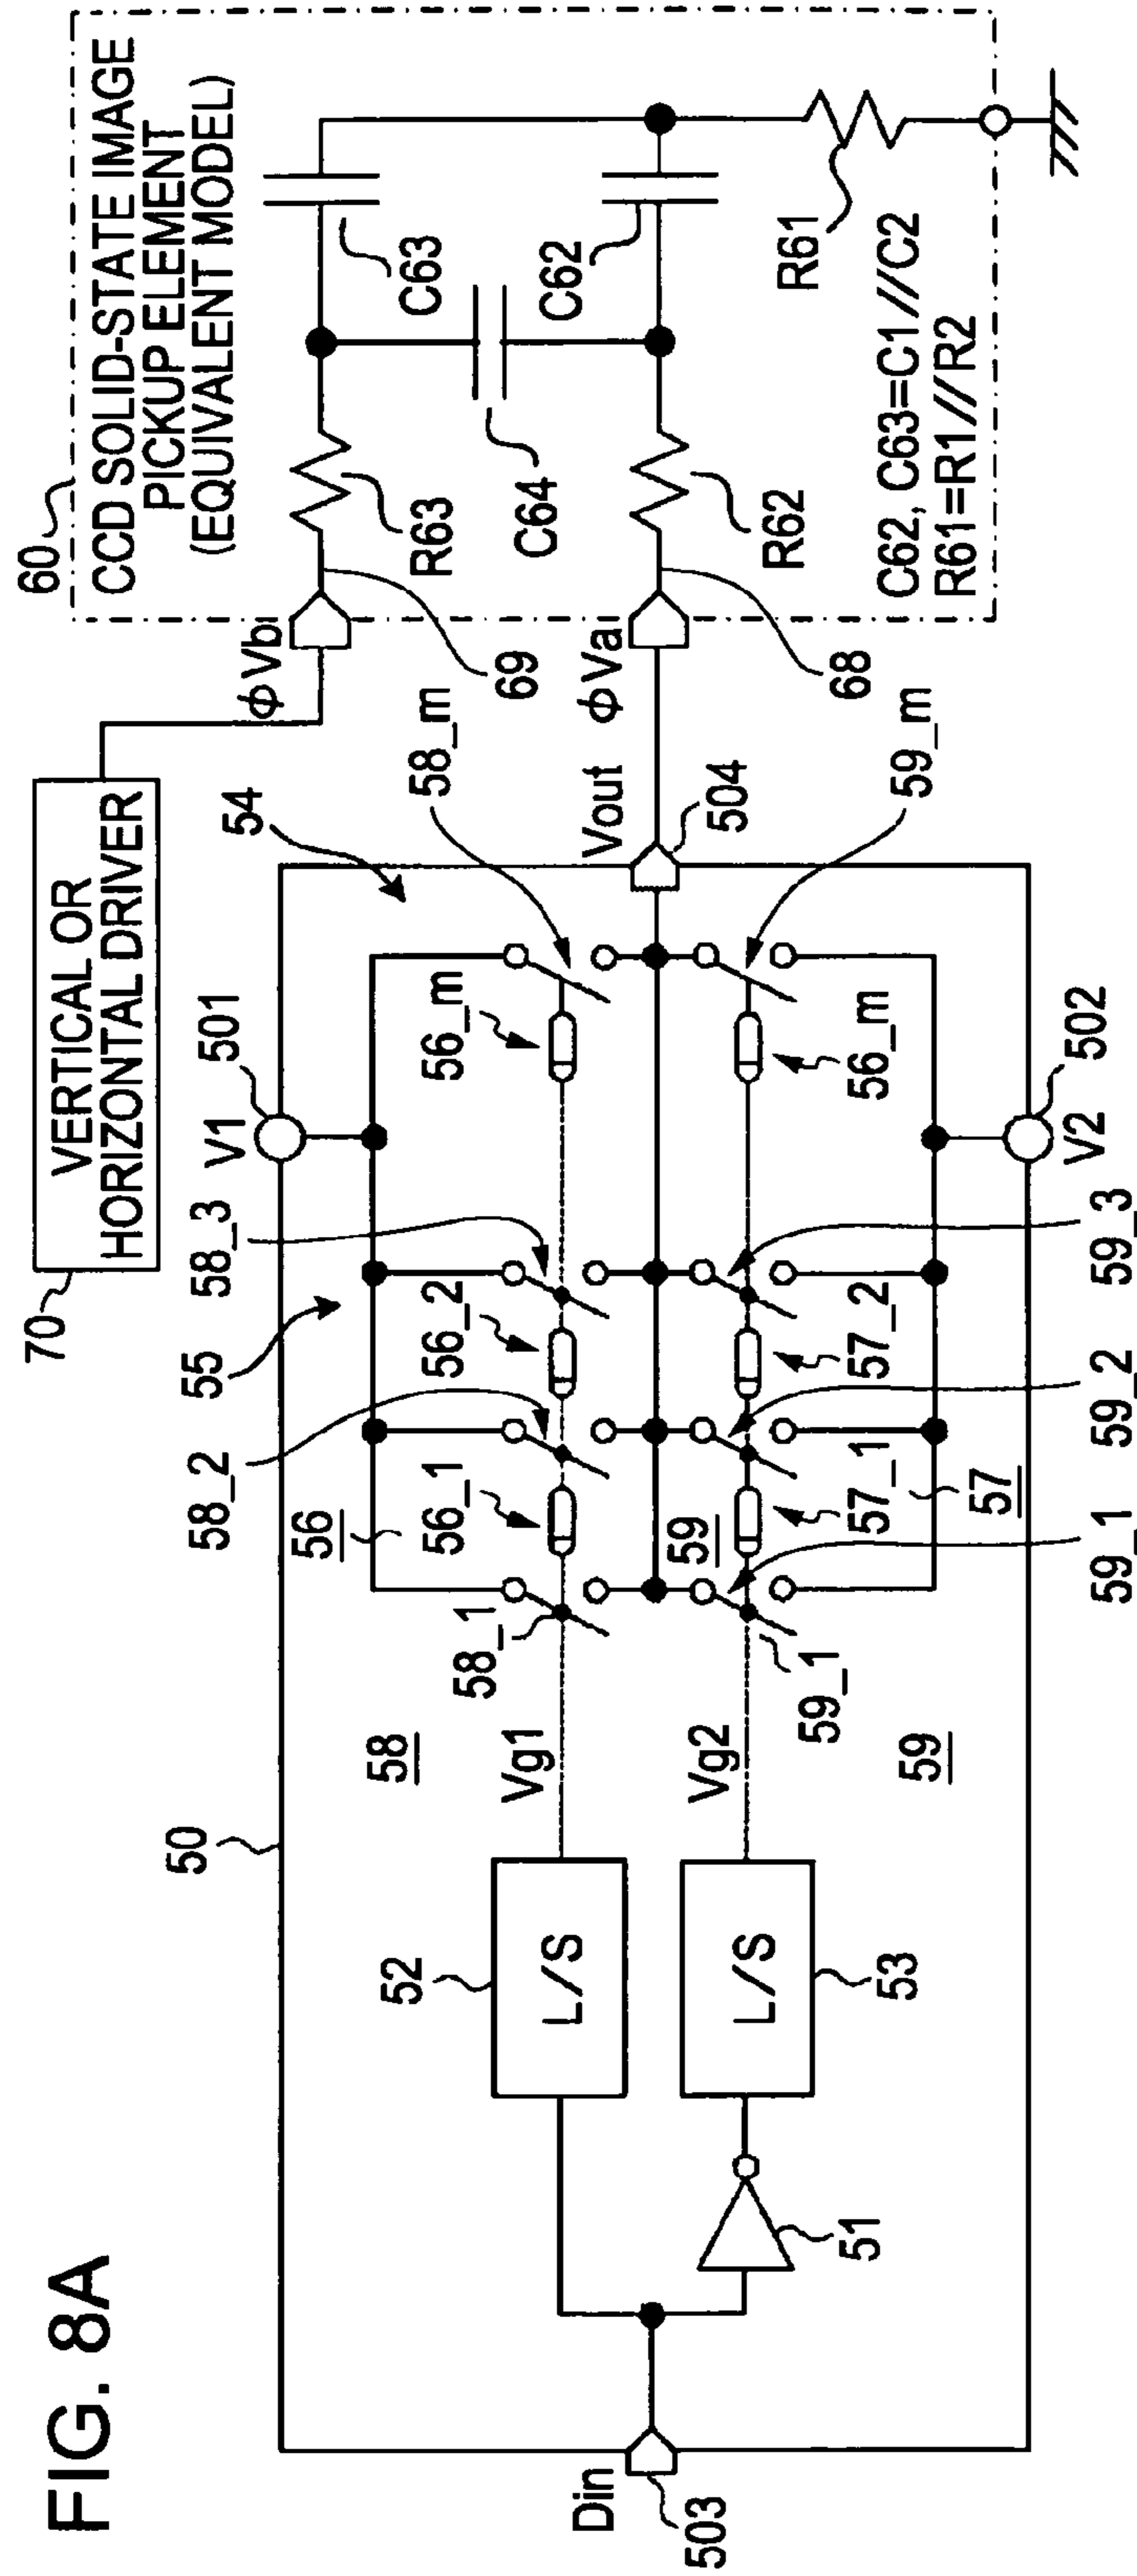 FIG. 8A
70
VERTICAL OR
HORIZONTAL DRIVER
60
CCD SOLID-STATE IMAGE
PICKUP ELEMENT
(EQUIVALENT MODEL)
φVb
69
R63
C63
C64
C62
R62
R61
C62, C63=C1//C2
R61=R1//R2
φVa
68
Vout
504
50
V1
501
54
55
58_3
58_2
58_m
56
56_1
56_2
56_m
58_1
58
Vg1
52
L/S
Din
503
51
53
L/S
Vg2
59
59_1
59
57_1
57_2
56_m
59_m
57
59_1
59_2
59_3
V2
502